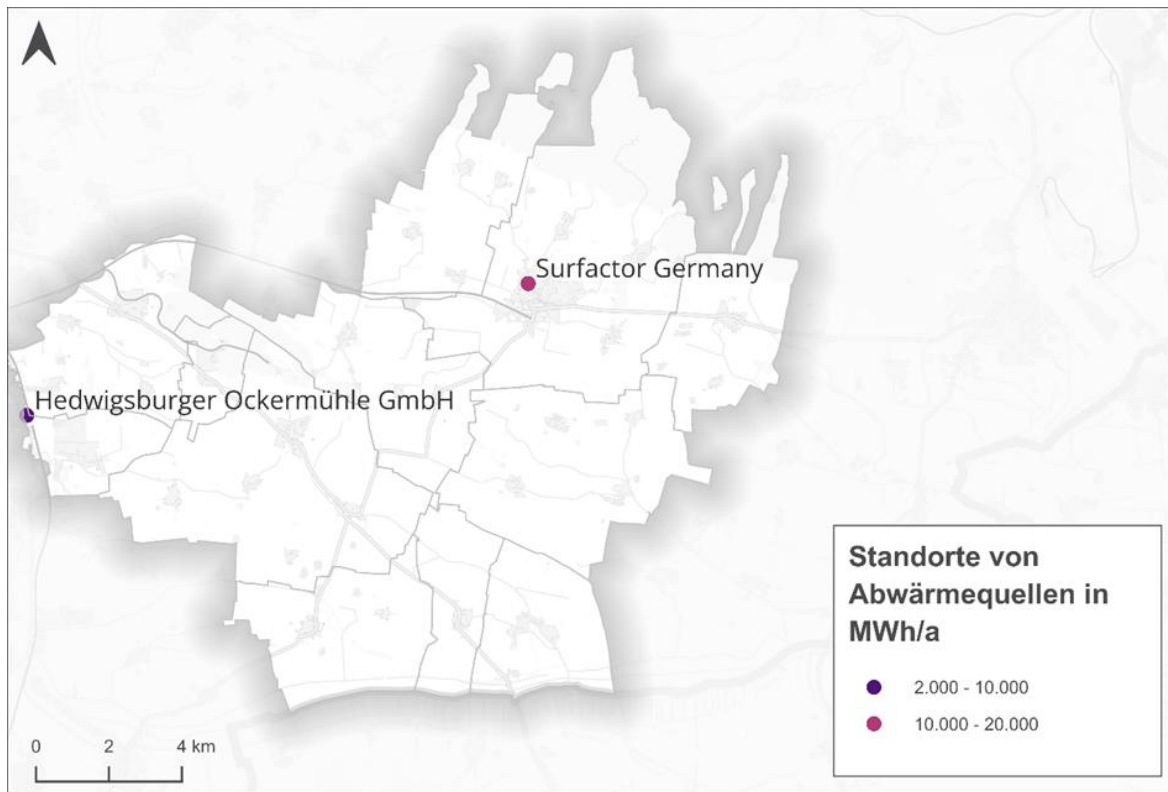 Surfactor Germany
Hedwigsburger Ockermühle GmbH
Standorte von
Abwärmequellen in
MWh/a
2.000 - 10.000
10.000 - 20.000
0 2 4 km